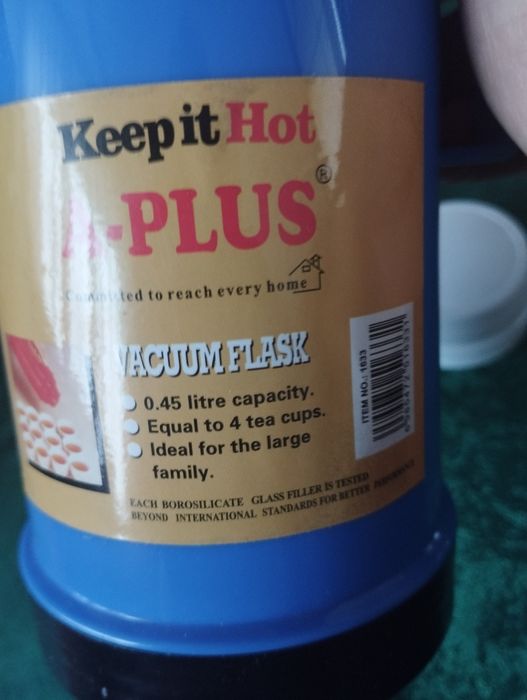 Keep it Hot
A-PLUS®
Committed to reach every home
VACUUM FLASK
0.45 litre capacity.
Equal to 4 tea cups.
Ideal for the large
family.
EACH BOROSILICATE GLASS FILLER IS TESTED
BEYOND INTERNATIONAL STANDARDS FOR BETTER PERFORMANCE
ITEM NO.: 1633